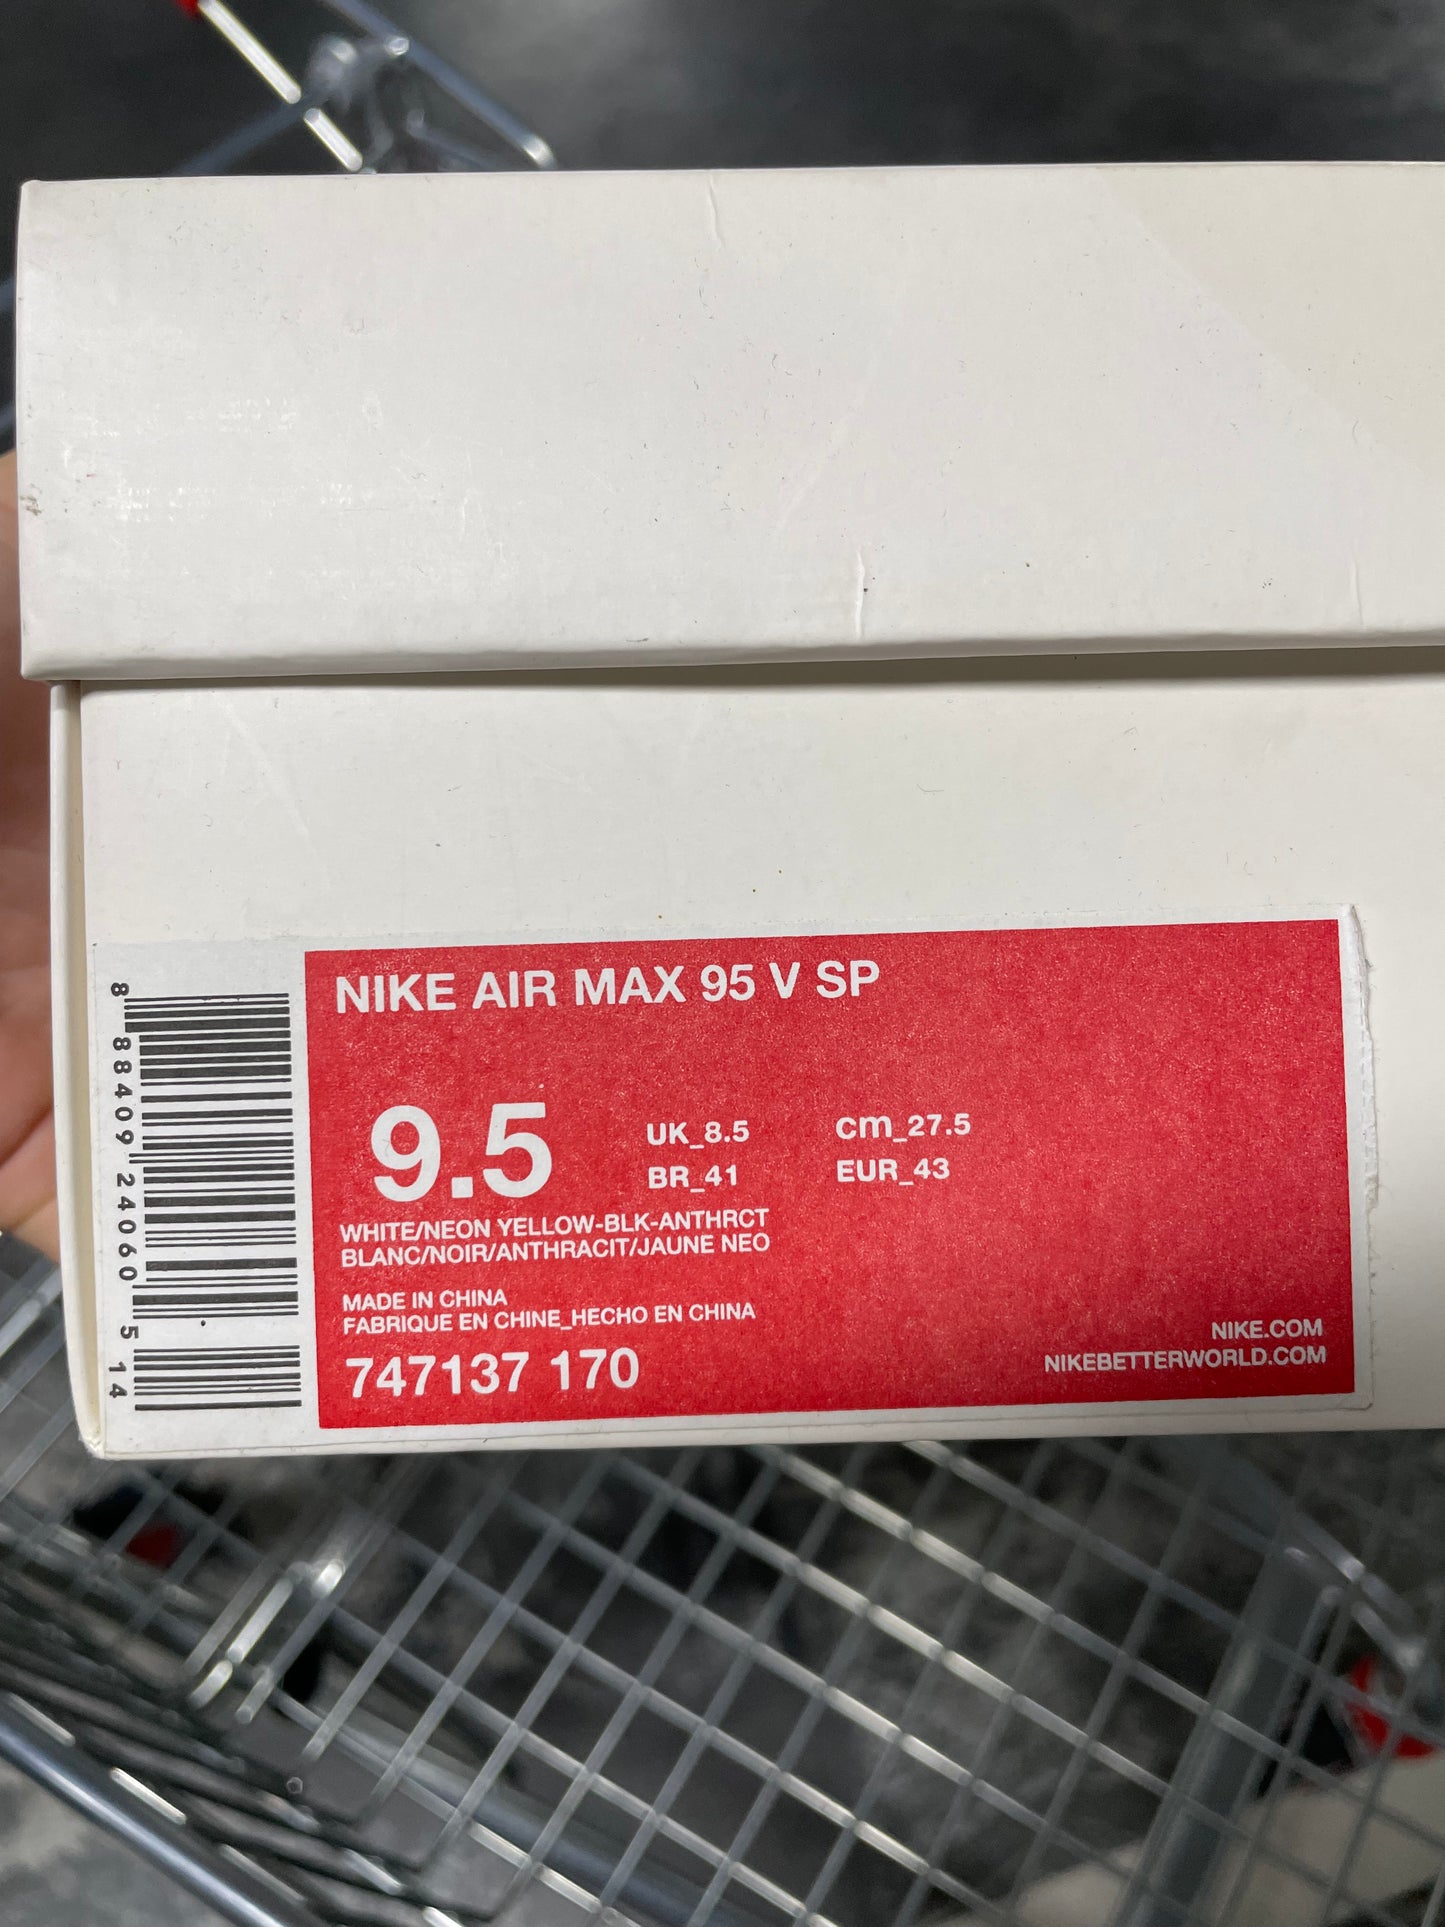 NIKE AIR MAX 95 V SP
9.5
UK_8.5
cm_27.5
BR_41
EUR_43
WHITE/NEON YELLOW-BLK-ANTHRCT
BLANC/NOIR/ANTHRACIT/JAUNE NEO
MADE IN CHINA
FABRIQUE EN CHINE_HECHO EN CHINA
747137 170
NIKE.COM
NIKEBETTERWORLD.COM
8 88409 24060 5 14